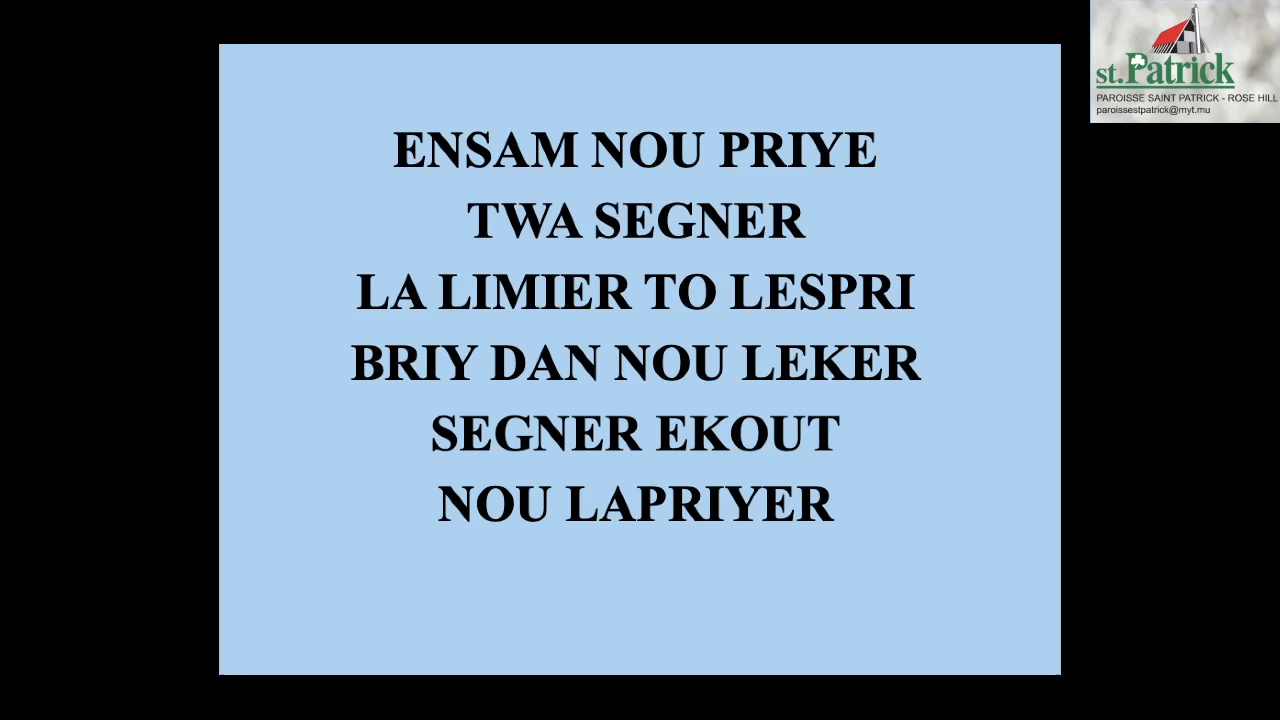 ENSAM NOU PRIYE
TWA SEGNER
LA LIMIER TO LESPRI
BRIY DAN NOU LEKER
SEGNER EKOUT
NOU LAPRIYER
st.Patrick
PAROISSE SAINT PATRICK - ROSE HILL
paroissestpatrick@myt.mu